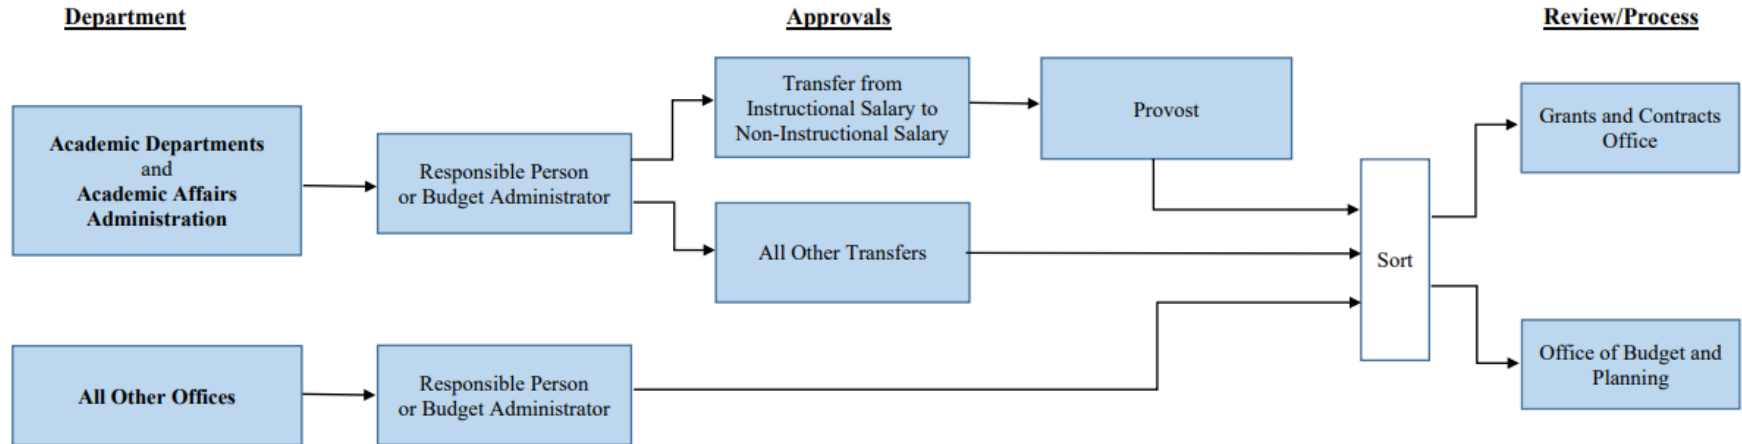 Department
Approvals
Review/Process
Academic Departments
and
Academic Affairs
Administration
Responsible Person
or Budget Administrator
Transfer from
Instructional Salary to
Non-Instructional Salary
Provost
All Other Transfers
Sort
Grants and Contracts
Office
All Other Offices
Responsible Person
or Budget Administrator
Office of Budget and
Planning